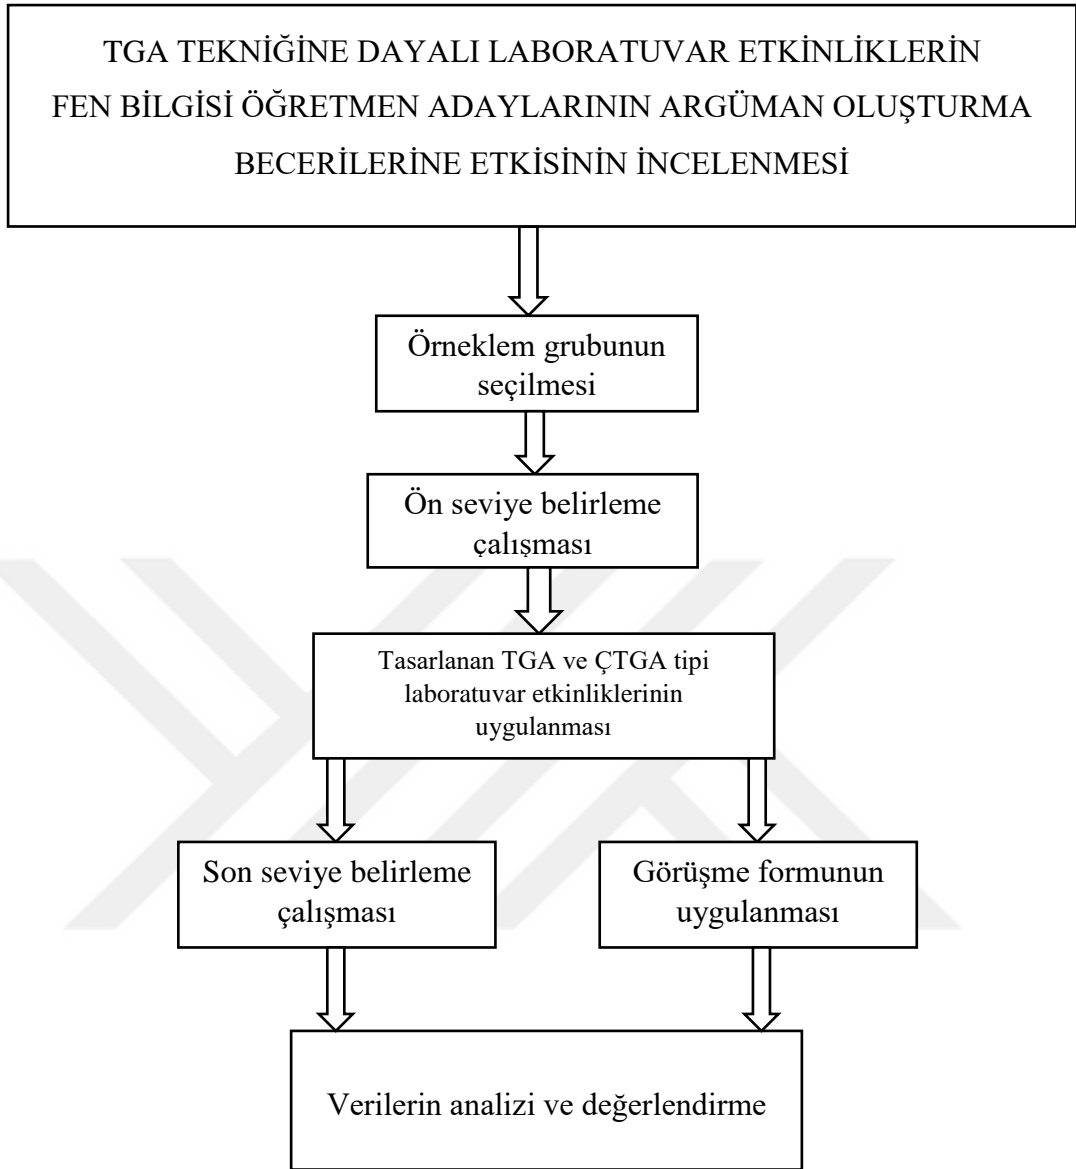 TGA TEKNİĞİNE DAYALI LABORATUVAR ETKİNLİKLERİN
FEN BİLGİSİ ÖĞRETMEN ADAYLARININ ARGÜMAN OLUŞTURMA
BECERİLERİNE ETKİSİNİN İNCELENMESİ
Örneklem grubunun
seçilmesi
Ön seviye belirleme
çalışması
Tasarlanan TGA ve ÇTGA tipi
laboratuvar etkinliklerinin
uygulanması
Son seviye belirleme
çalışması
Görüşme formunun
uygulanması
Verilerin analizi ve değerlendirme